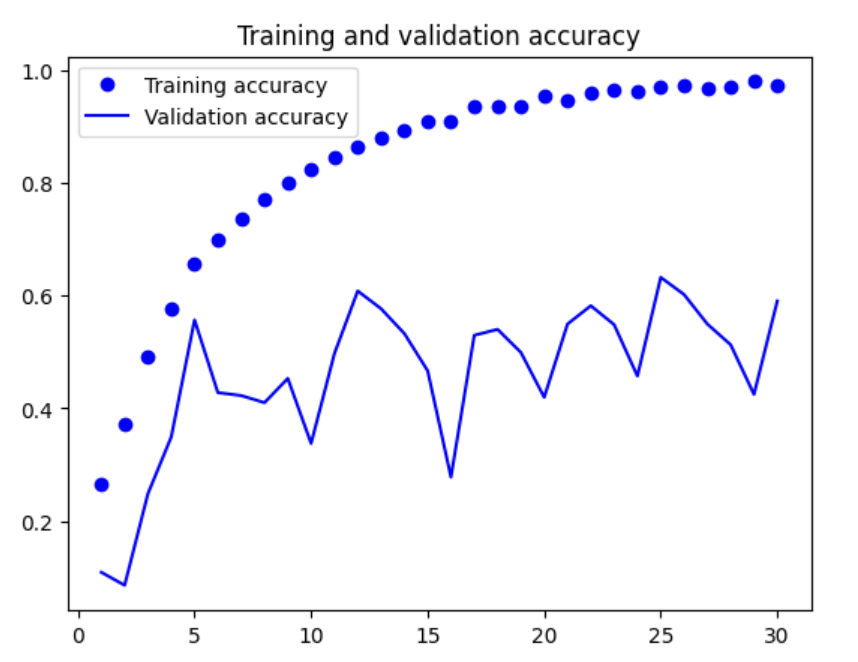 Training and validation accuracy
Training accuracy
Validation accuracy
1.0
0.8
0.6
0.4
0.2
0 5 10 15 20 25 30